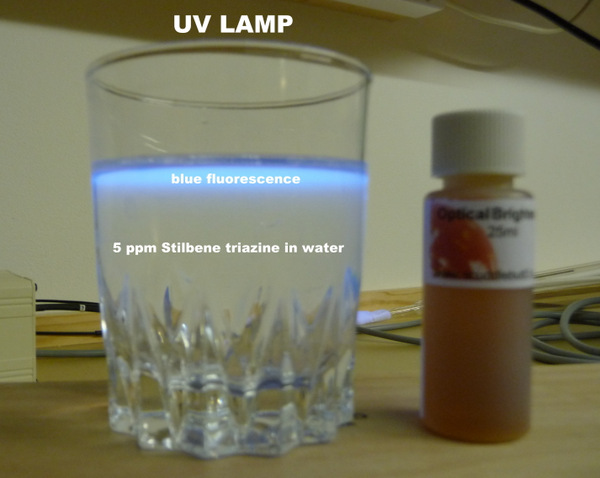 UV LAMP
blue fluorescence
5 ppm Stilbene triazine in water
Optical Brighte
25ml